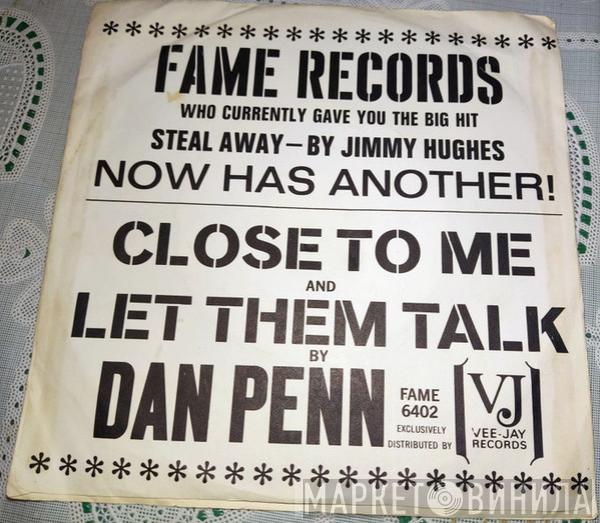 ********************************
FAME RECORDS
WHO CURRENTLY GAVE YOU THE BIG HIT
STEAL AWAY—BY JIMMY HUGHES
NOW HAS ANOTHER!
CLOSE TO ME
AND
LET THEM TALK
BY
DAN PENN
FAME
6402
EXCLUSIVELY
DISTRIBUTED BY
VJ
VEE-JAY
RECORDS
********************************
МАРКЕТ ВИНИЛА